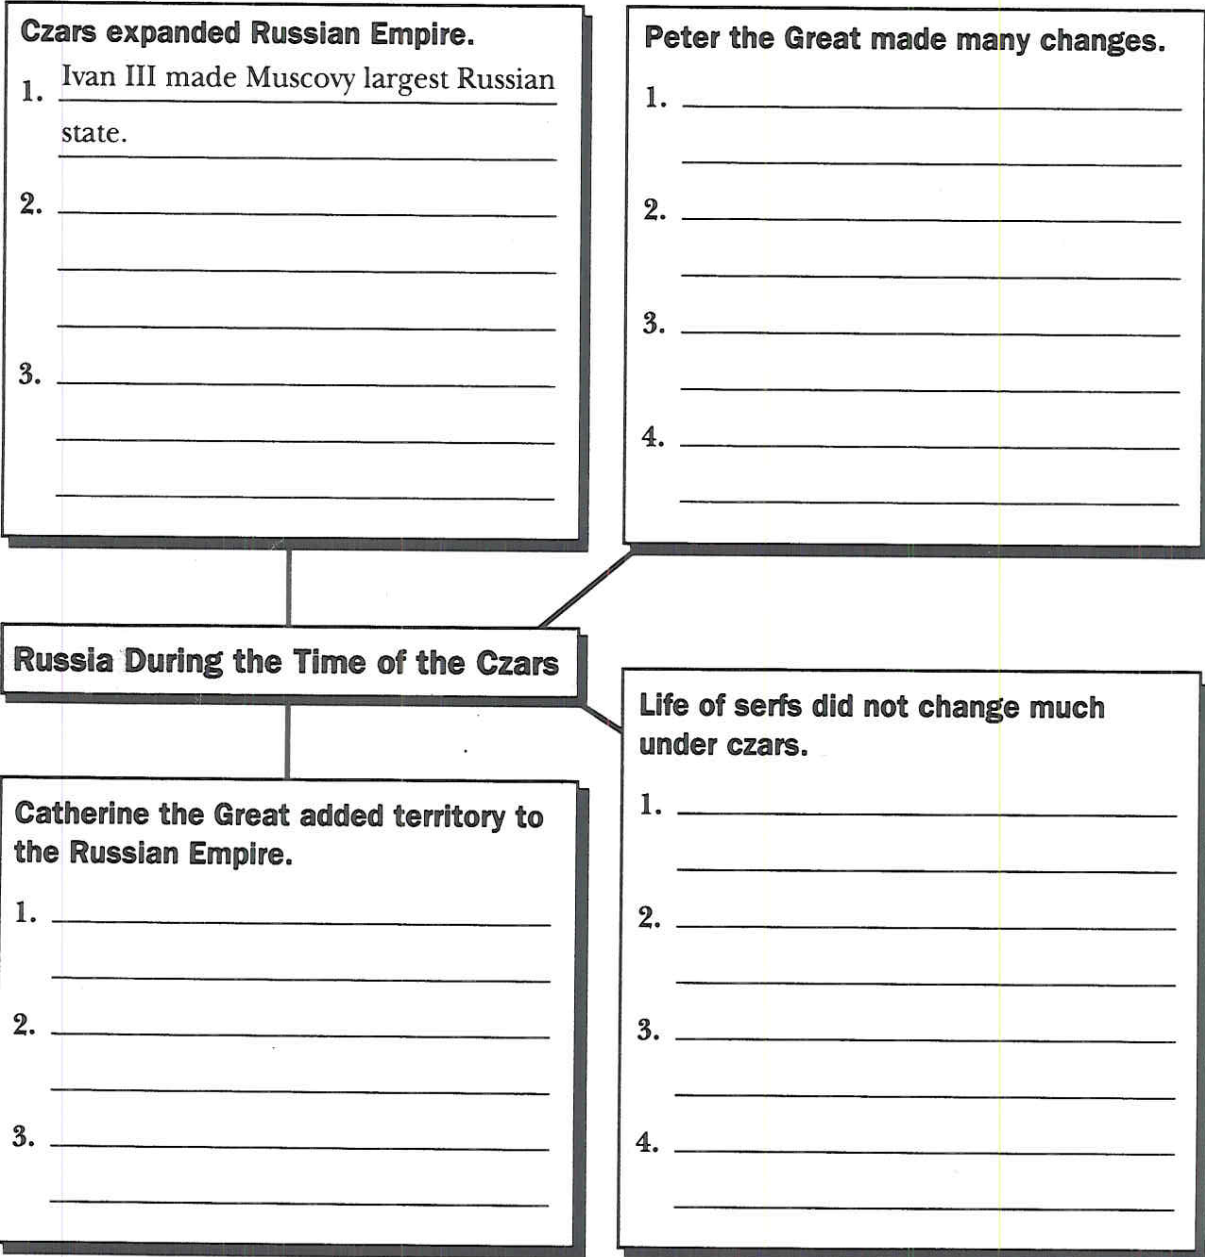 Czars expanded Russian Empire.
1. Ivan III made Muscovy largest Russian
state.
2.
3.
Peter the Great made many changes.
1.
2.
3.
4.
Russia During the Time of the Czars
Catherine the Great added territory to
the Russian Empire.
1.
2.
3.
Life of serfs did not change much
under czars.
1.
2.
3.
4.